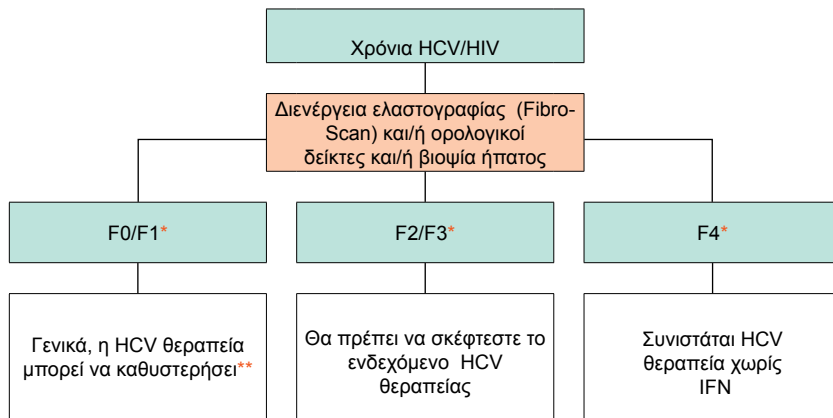 Χρόνια HCV/HIV
Διενέργεια ελαστογραφίας (Fibro-
Scan) και/ή ορολογικοί
δείκτες και/ή βιοψία ήπατος
F0/F1*
F2/F3*
F4*
Γενικά, η HCV θεραπεία
μπορεί να καθυστερήσει**
Θα πρέπει να σκέφτεστε το
ενδεχόμενο HCV
θεραπείας
Συνιστάται HCV
θεραπεία χωρίς
IFN